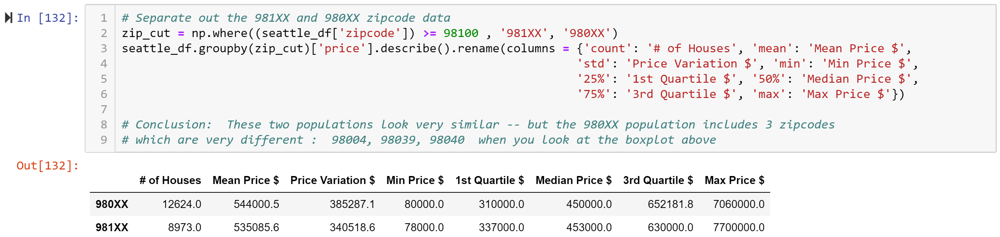 In [132]:
1 # Separate out the 981XX and 980XX zipcode data
2 zip_cut = np.where((seattle_df['zipcode']) >= 98100 , '981XX', '980XX')
3 seattle_df.groupby(zip_cut)['price'].describe().rename(columns = {'count': '# of Houses', 'mean': 'Mean Price $',
4 'std': 'Price Variation $', 'min': 'Min Price $',
5 '25%': '1st Quartile $', '50%': 'Median Price $',
6 '75%': '3rd Quartile $', 'max': 'Max Price $'})
7
8 # Conclusion:  These two populations look very similar -- but the 980XX population includes 3 zipcodes
9 # which are very different :  98004, 98039, 98040  when you look at the boxplot above
Out[132]:
# of Houses Mean Price $ Price Variation $ Min Price $ 1st Quartile $ Median Price $ 3rd Quartile $ Max Price $
980XX 12624.0 544000.5 385287.1 80000.0 310000.0 450000.0 652181.8 7060000.0
981XX 8973.0 535085.6 340518.6 78000.0 337000.0 453000.0 630000.0 7700000.0